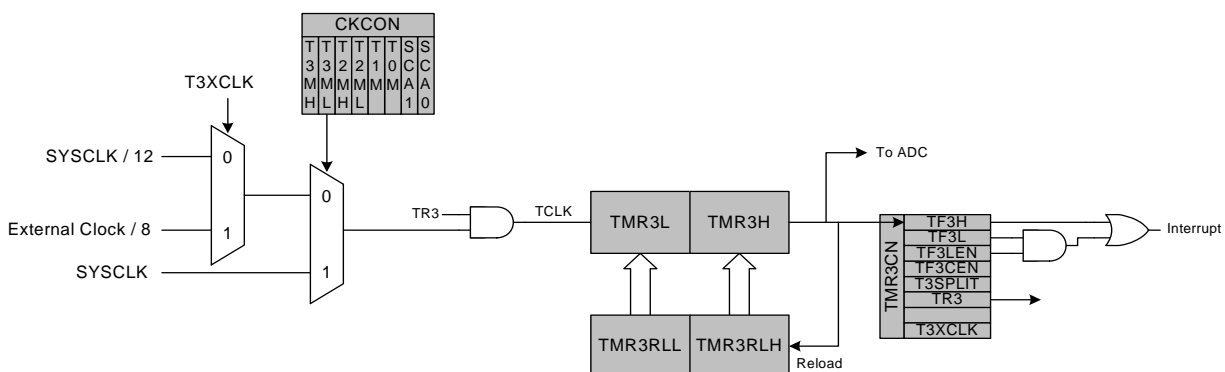 CKCON
T3MH
T3ML
T2MH
T2ML
T1M
T0M
SCA1
SCA0
T3XCLK
SYSCLK / 12
0
1
External Clock / 8
SYSCLK
0
1
TR3
TCLK
TMR3L
TMR3H
To ADC
TMR3RLL
TMR3RLH
Reload
TMR3CN
TF3H
TF3L
TF3LEN
TF3CEN
T3SPLIT
TR3
T3XCLK
Interrupt